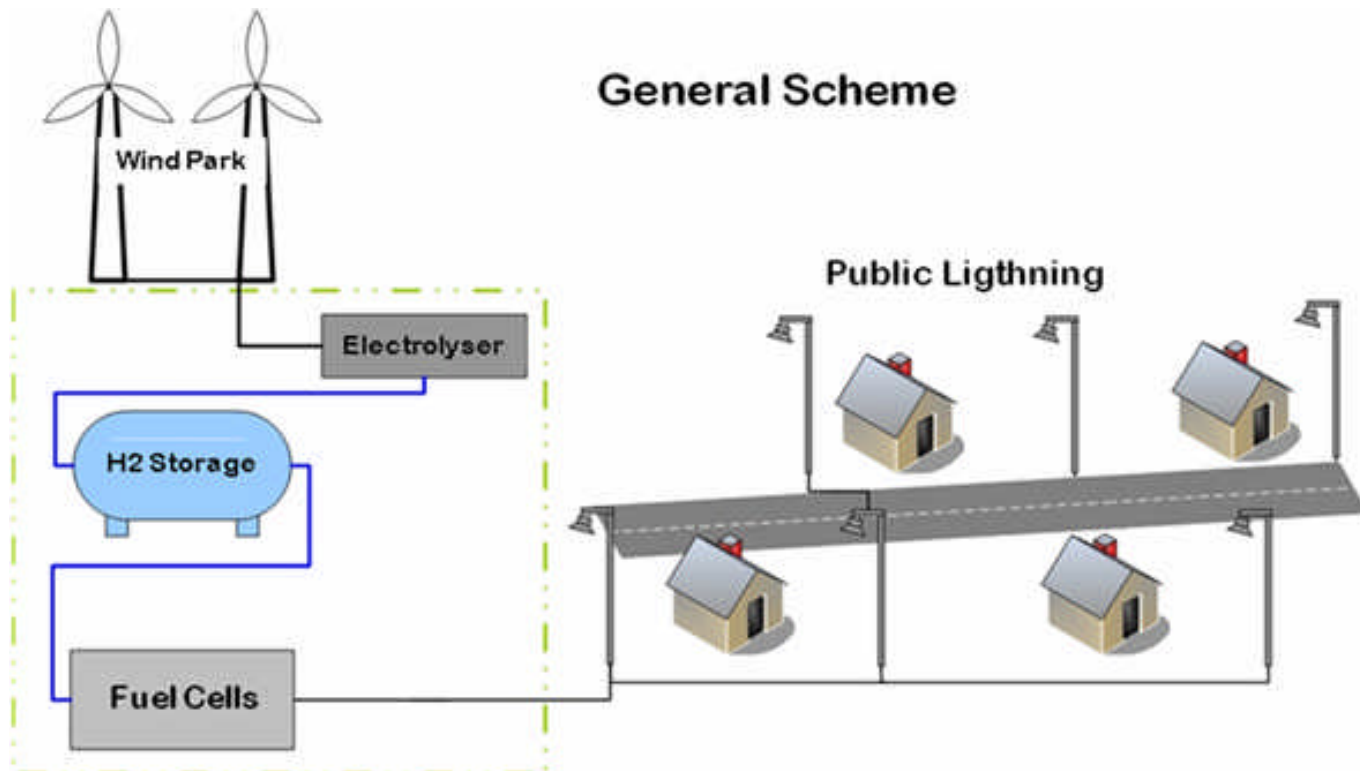 General Scheme
Wind Park
Public Ligthning
Electrolyser
H2 Storage
Fuel Cells